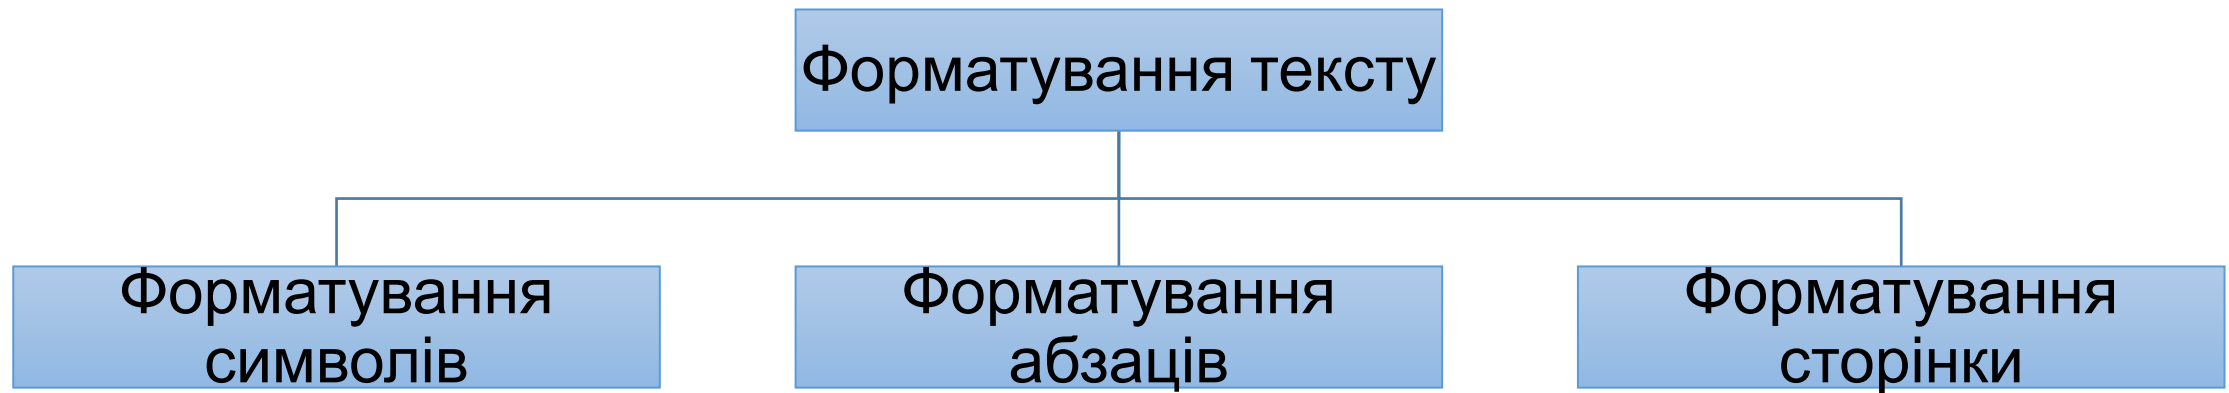 Форматування тексту
Форматування
символів
Форматування
абзаців
Форматування
сторінки